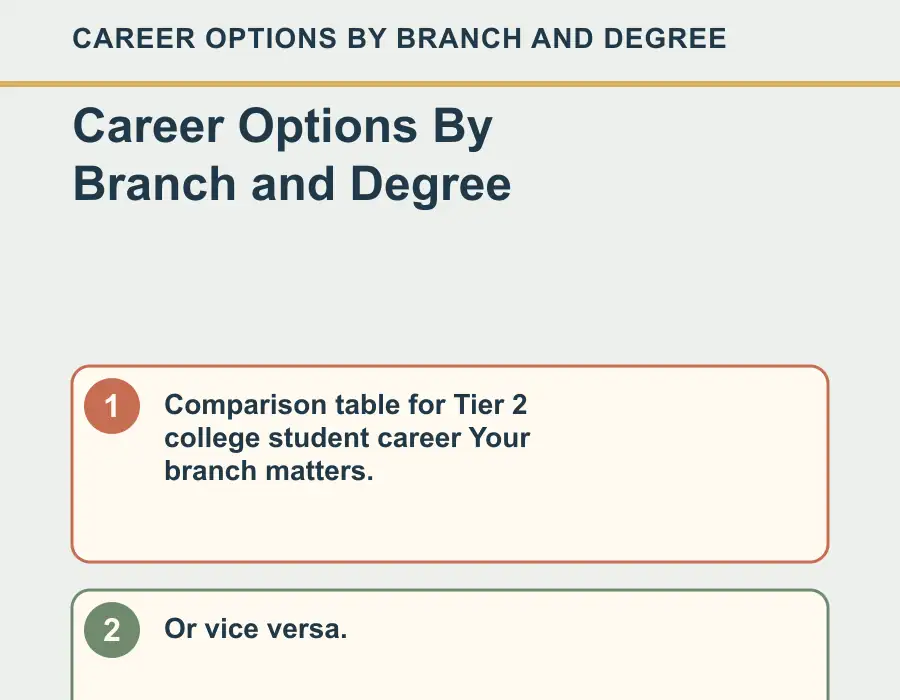 CAREER OPTIONS BY BRANCH AND DEGREE
Career Options By
Branch and Degree
1
Comparison table for Tier 2
college student career Your
branch matters.
2
Or vice versa.